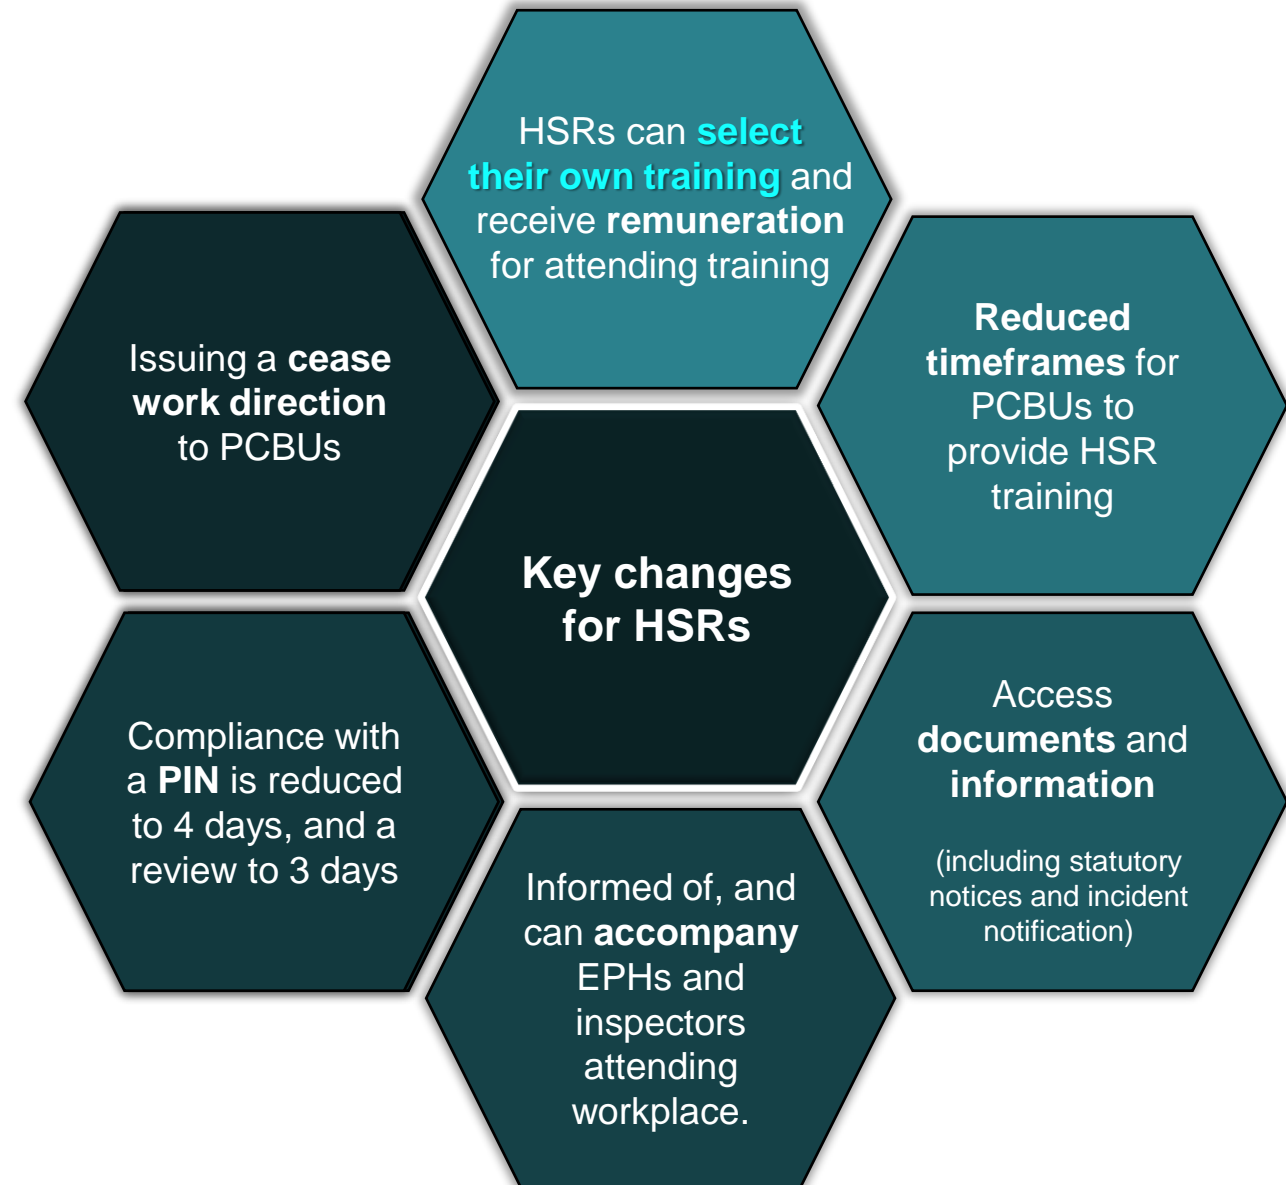 HSRs can select
their own training and
receive remuneration
for attending training
Reduced
timeframes for
PCBUs to
provide HSR
training
Access
documents and
information
(including statutory
notices and incident
notification)
Informed of, and
can accompany
EPHs and
inspectors
attending
workplace.
Compliance with
a PIN is reduced
to 4 days, and a
review to 3 days
Issuing a cease
work direction
to PCBUs
Key changes
for HSRs